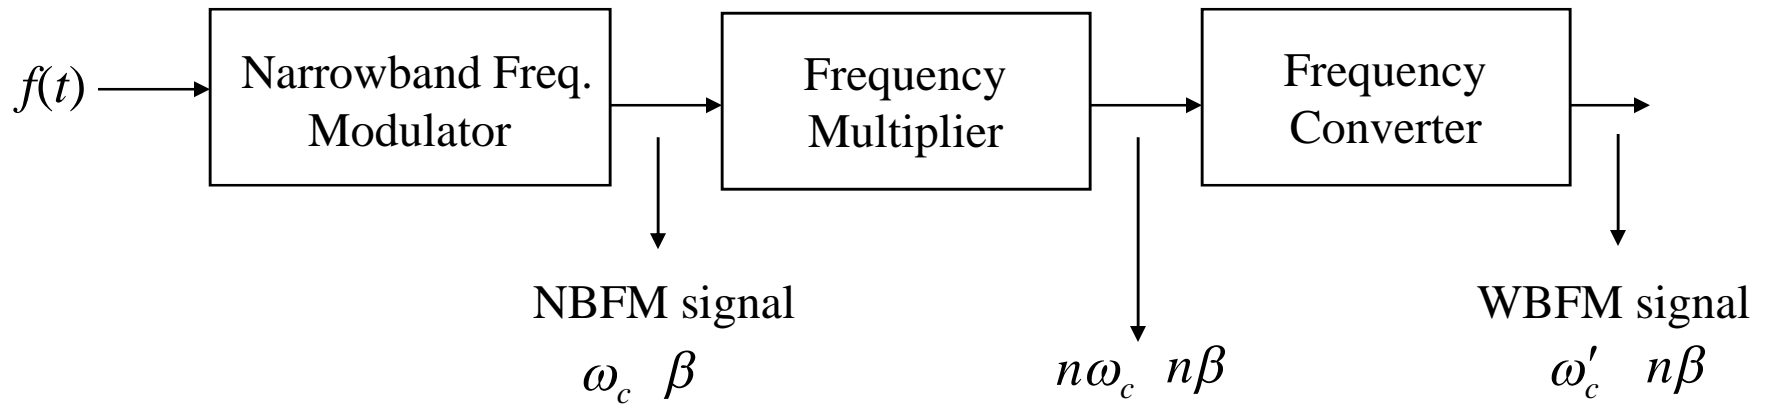 f(t)
Narrowband Freq.
Modulator
Frequency
Multiplier
Frequency
Converter
NBFM signal
ω_c β
nω_c nβ
WBFM signal
ω′_c nβ